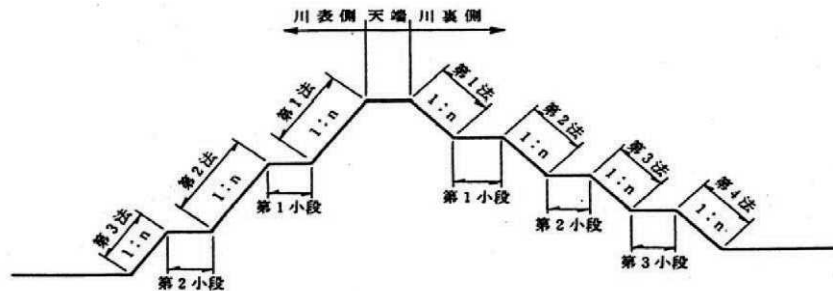 川表側 天端 川裏側
第1法
1:n
第2法
1:n
第3法
1:n
第1小段
第2小段
第1法
1:n
第2法
1:n
第3法
1:n
第4法
1:n
第1小段
第2小段
第3小段